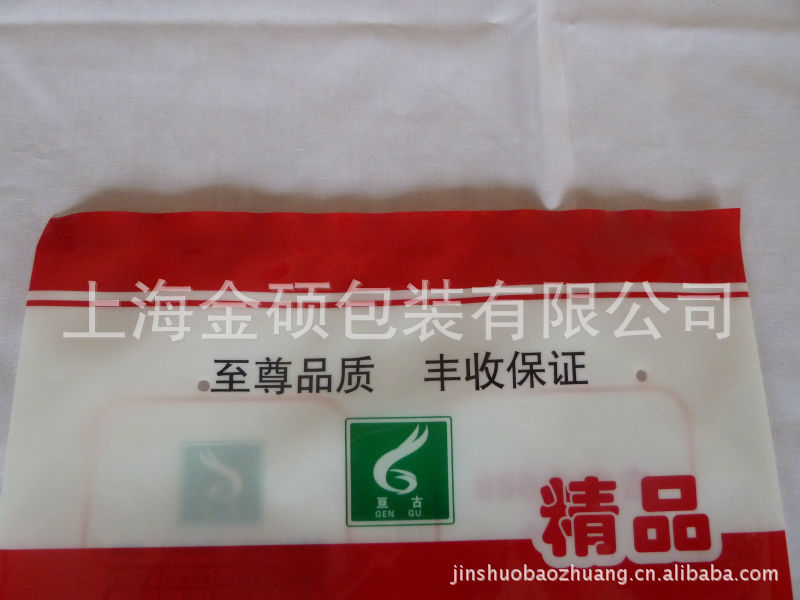 上海金硕包装有限公司
至尊品质 丰收保证
亘古
GEN GU
精品
jinshuobaozhuang.cn.alibaba.com